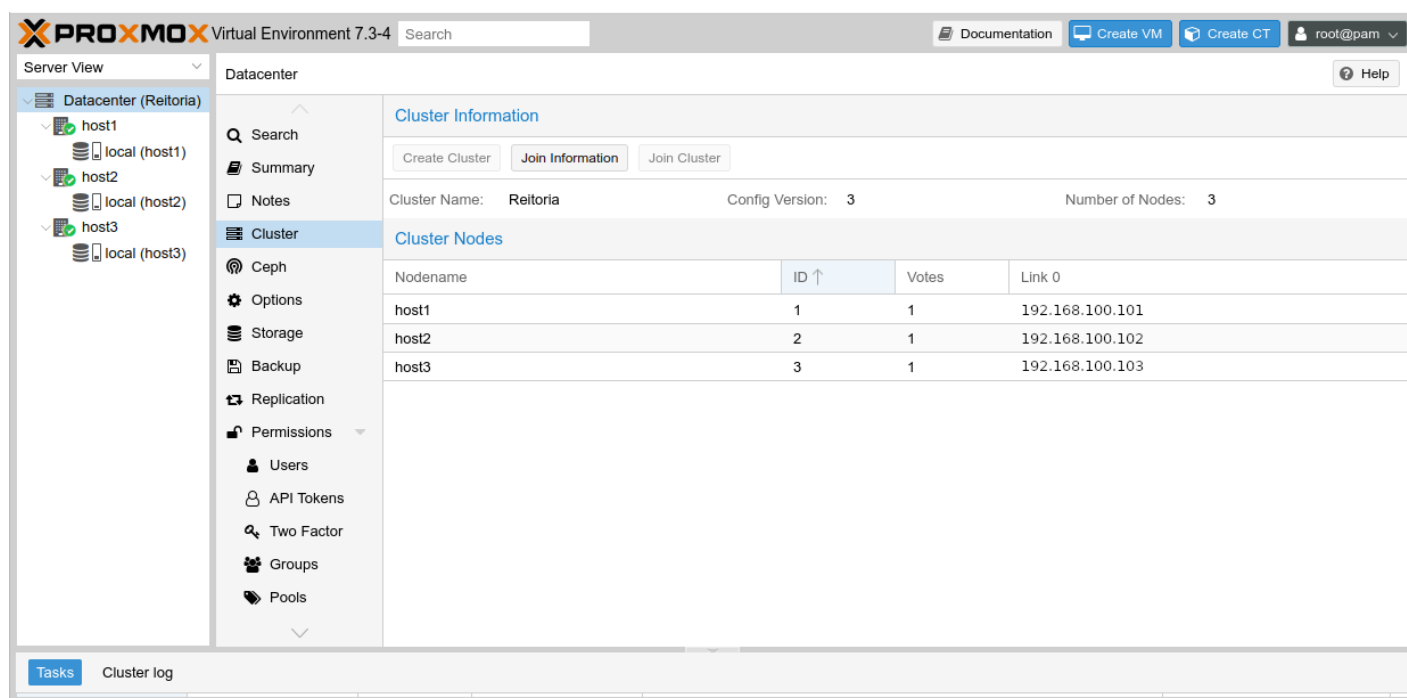 PROXMOX Virtual Environment 7.3-4 Search Documentation Create VM Create CT root@pam
Server View
Datacenter (Reitoria)
host1
local (host1)
host2
local (host2)
host3
local (host3)
Datacenter Help
Search
Summary
Notes
Cluster
Ceph
Options
Storage
Backup
Replication
Permissions
Users
API Tokens
Two Factor
Groups
Pools
Cluster Information
Create Cluster Join Information Join Cluster
Cluster Name: Reitoria Config Version: 3 Number of Nodes: 3
Cluster Nodes
Nodename ID Votes Link 0
host1 1 1 192.168.100.101
host2 2 1 192.168.100.102
host3 3 1 192.168.100.103
Tasks Cluster log